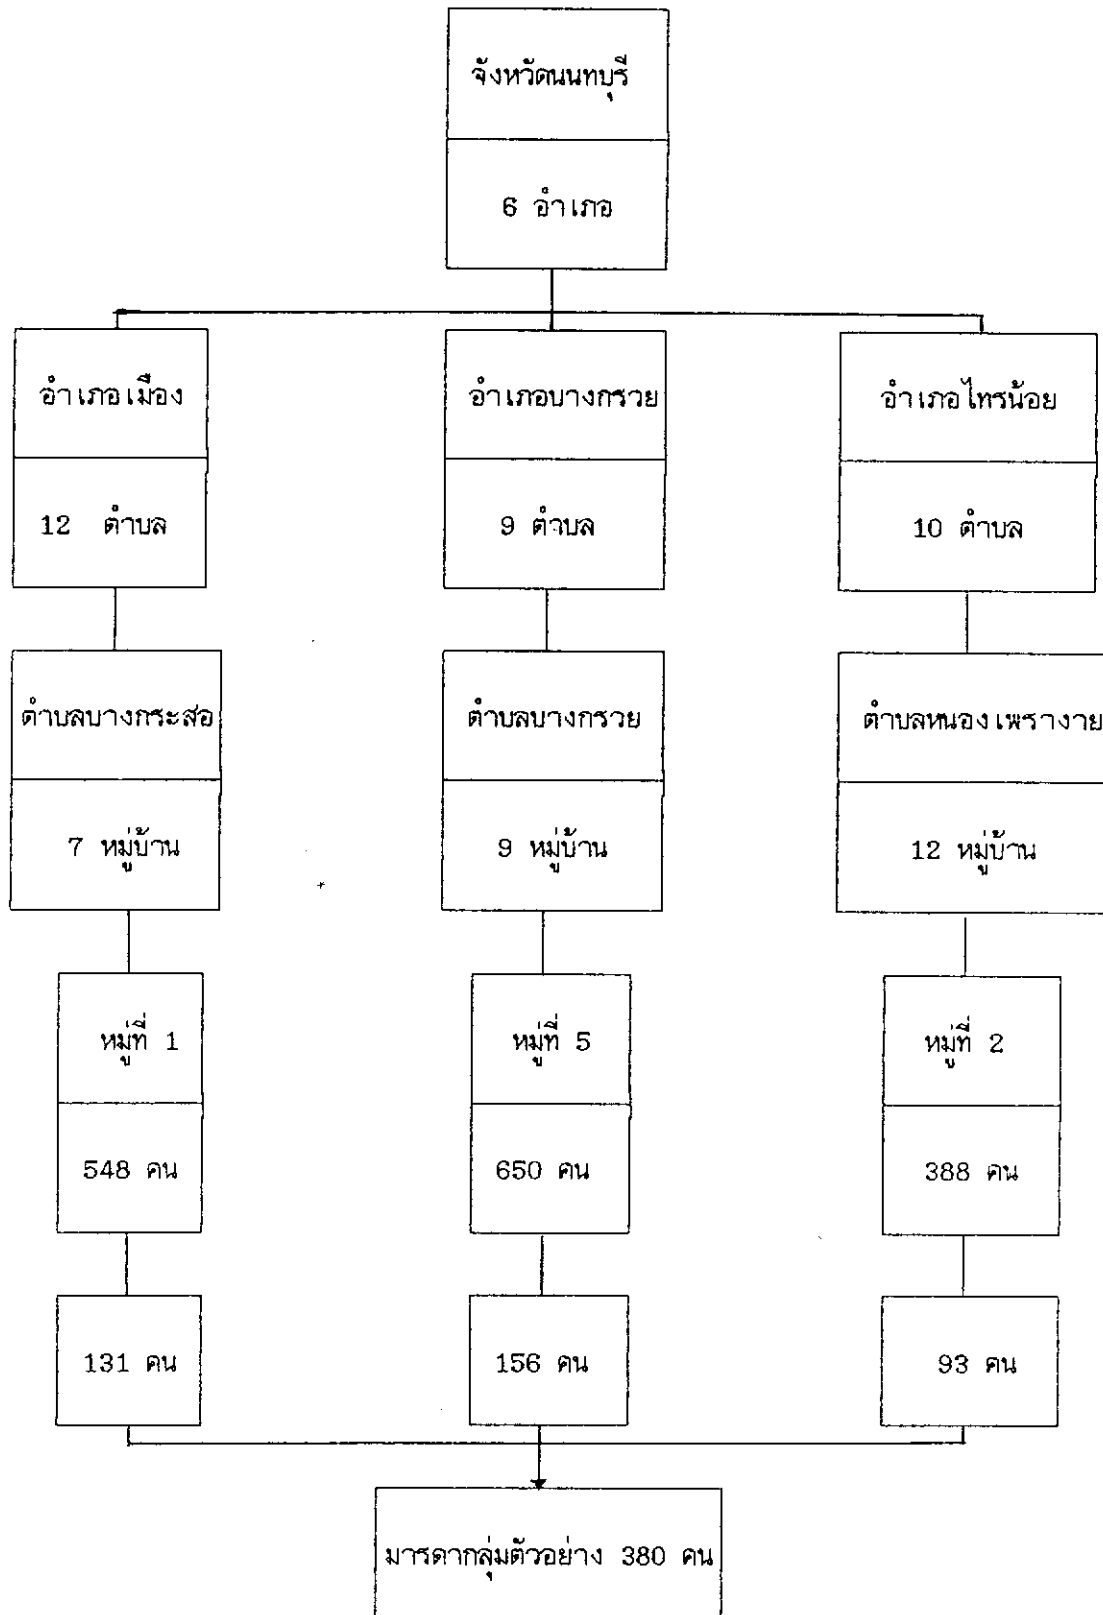 จังหวัดนนทบุรี
6 อำเภอ
อำเภอเมือง
อำเภอบางกรวย
อำเภอไทรน้อย
12 ตำบล
9 ตำบล
10 ตำบล
ตำบลบางกระสอ
ตำบลบางกรวย
ตำบลหนองเพรางาย
7 หมู่บ้าน
9 หมู่บ้าน
12 หมู่บ้าน
หมู่ที่ 1
หมู่ที่ 5
หมู่ที่ 2
548 คน
650 คน
388 คน
131 คน
156 คน
93 คน
มารดากลุ่มตัวอย่าง 380 คน